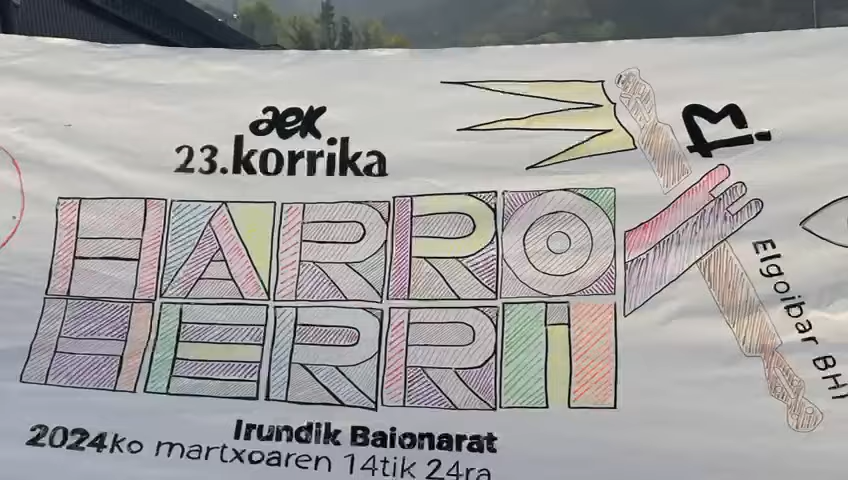 aek
23.korrika
HARRO
HERRI
Irundik Baionarat
2024ko martxoaren 14tik 24ra
Elgoibar BHI